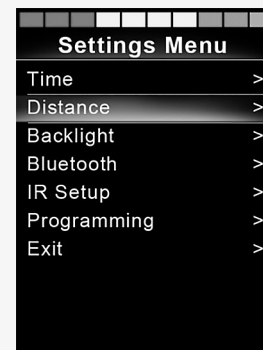 Settings Menu
Time >
Distance >
Backlight >
Bluetooth >
IR Setup >
Programming >
Exit >